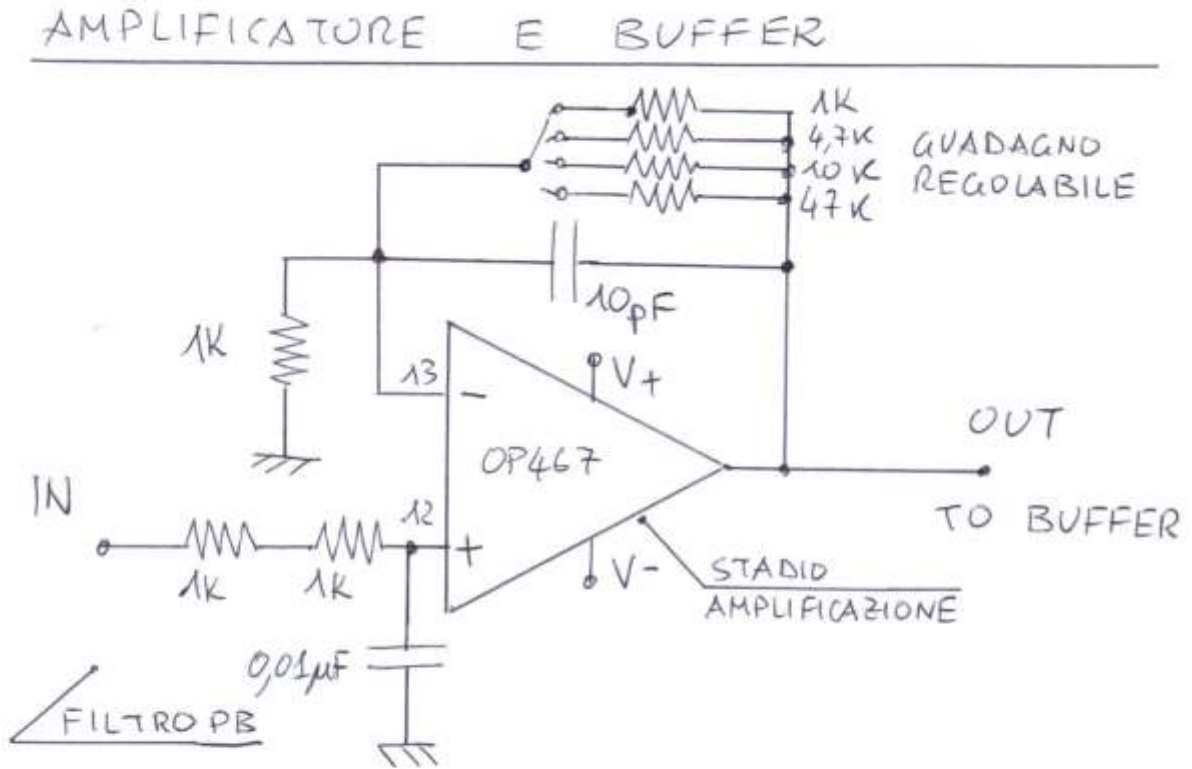 AMPLIFICATORE E BUFFER
1K
4,7K
10K
47K
GUADAGNO
REGOLABILE
10pF
1K
13
-
V+
OP467
OUT
TO BUFFER
IN
12
+
1K
1K
V-
STADIO
AMPLIFICAZIONE
0,01µF
FILTRO PB